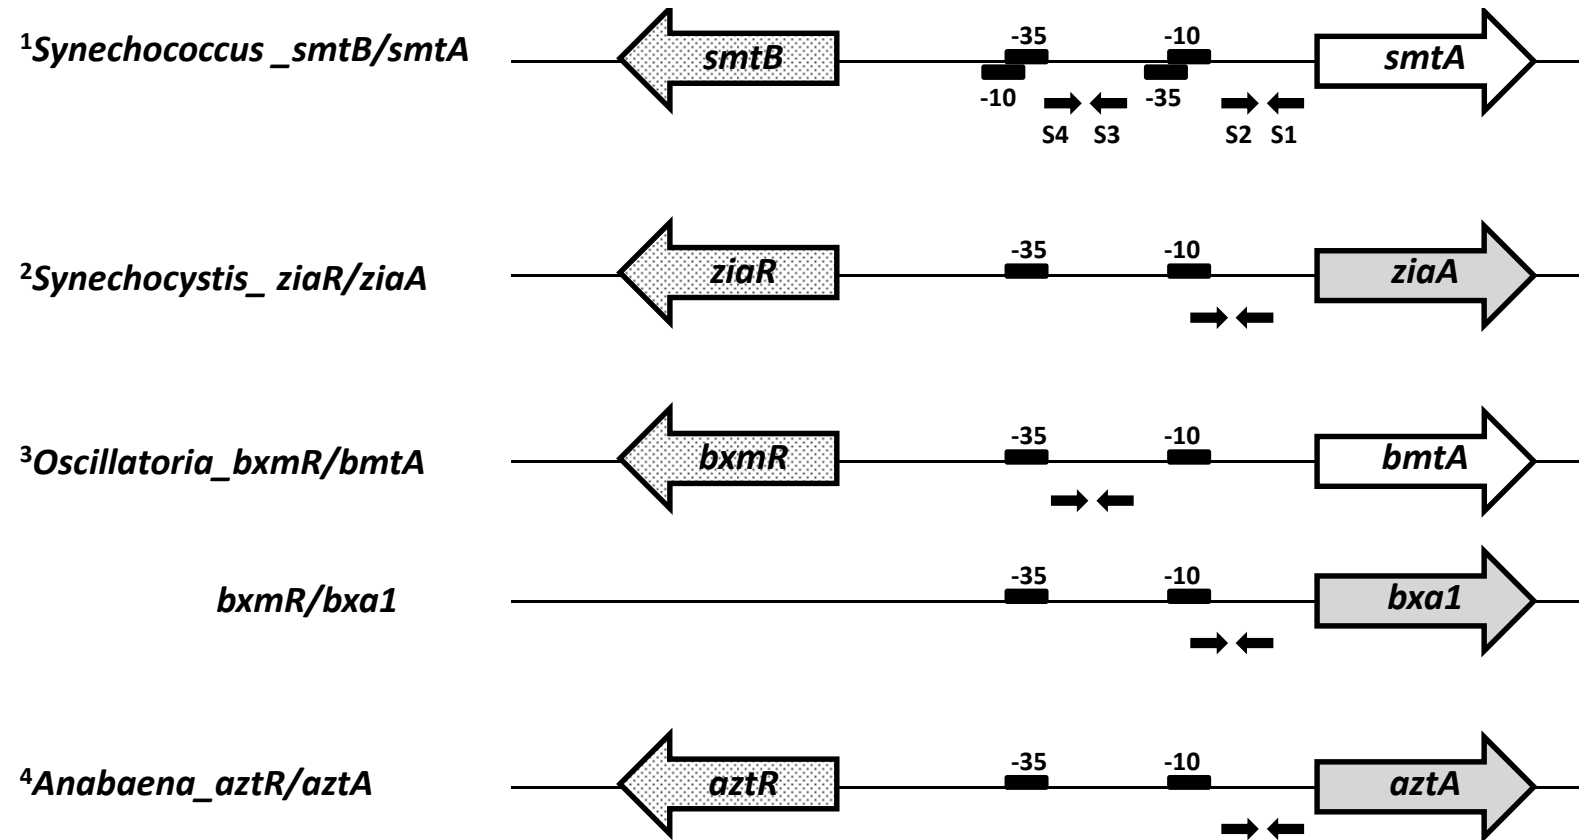 ¹Synechococcus _smtB/smtA smtB -35 -10 smtA
-10 -35
S4 S3 S2 S1
²Synechocystis_ ziaR/ziaA ziaR -35 -10 ziaA
³Oscillatoria_bxmR/bmtA bxmR -35 -10 bmtA
bxmR/bxa1 -35 -10 bxa1
⁴Anabaena_aztR/aztA aztR -35 -10 aztA